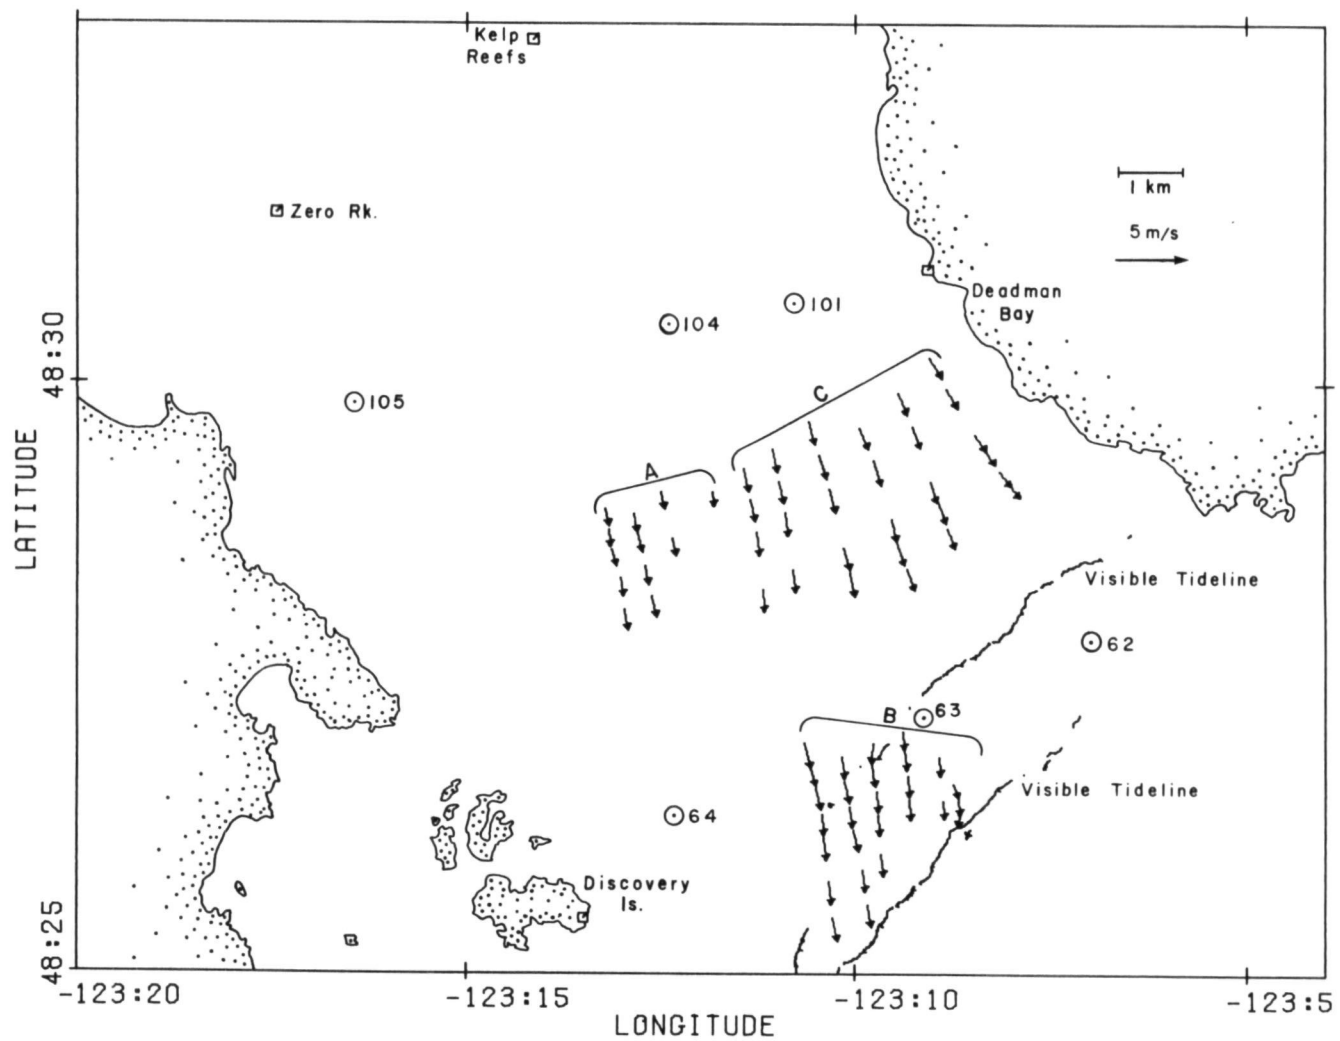 Kelp
Reefs
Zero Rk.
1 km
5 m/s
Deadman
Bay
101
104
105
48:30
LATITUDE
C
A
Visible Tideline
62
63
B
Visible Tideline
64
Discovery
Is.
48:25
-123:20
-123:15
-123:10
-123:5
LONGITUDE